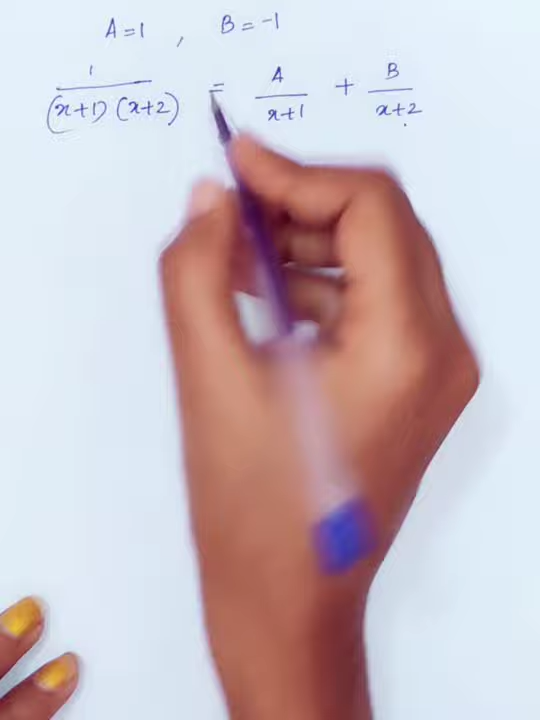 A = 1 , B = -1
1/((x+1) (x+2)) = A/(x+1) + B/(x+2)